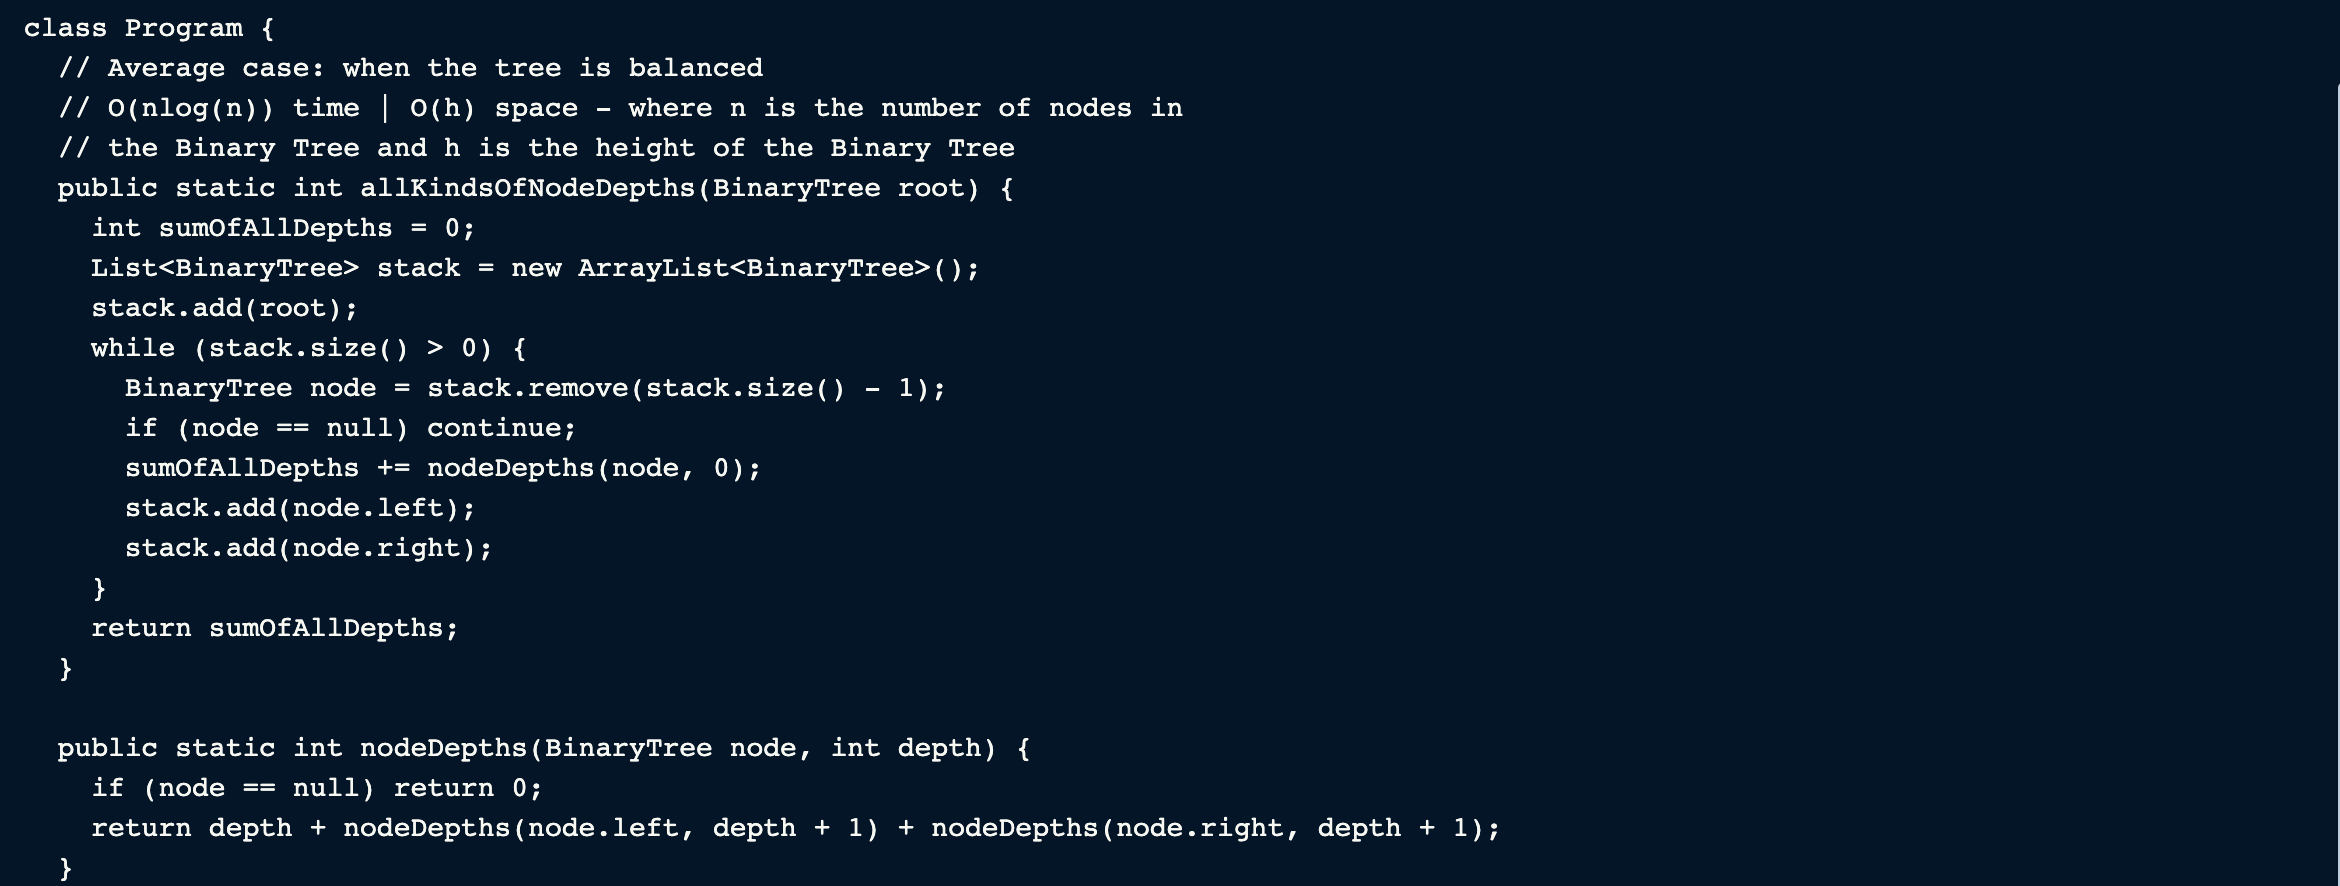 class Program {
  // Average case: when the tree is balanced
  // O(nlog(n)) time | O(h) space - where n is the number of nodes in
  // the Binary Tree and h is the height of the Binary Tree
  public static int allKindsOfNodeDepths(BinaryTree root) {
    int sumOfAllDepths = 0;
    List<BinaryTree> stack = new ArrayList<BinaryTree>();
    stack.add(root);
    while (stack.size() > 0) {
      BinaryTree node = stack.remove(stack.size() - 1);
      if (node == null) continue;
      sumOfAllDepths += nodeDepths(node, 0);
      stack.add(node.left);
      stack.add(node.right);
    }
    return sumOfAllDepths;
  }

  public static int nodeDepths(BinaryTree node, int depth) {
    if (node == null) return 0;
    return depth + nodeDepths(node.left, depth + 1) + nodeDepths(node.right, depth + 1);
  }